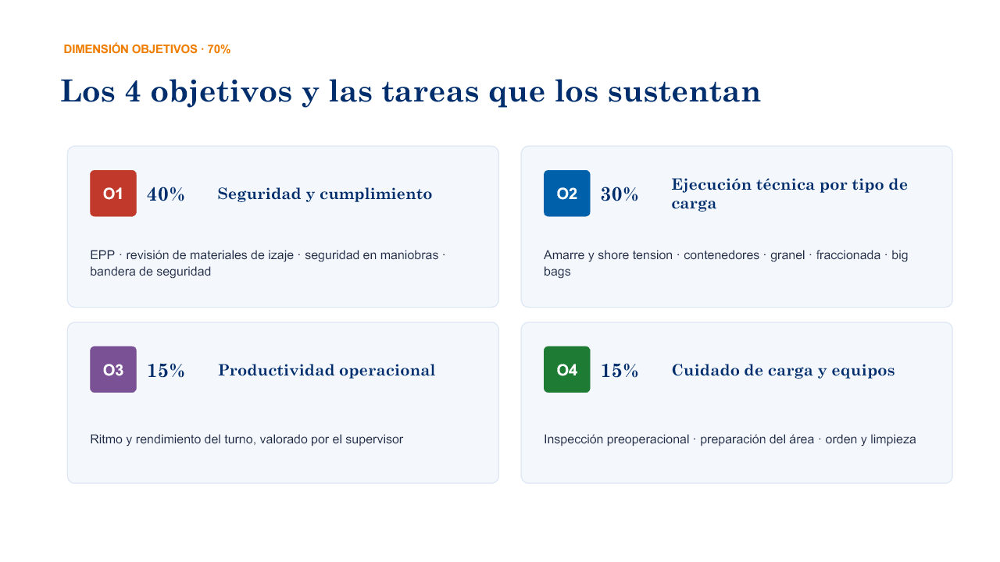 DIMENSIÓN OBJETIVOS · 70%
Los 4 objetivos y las tareas que los sustentan
O1
40%
Seguridad y cumplimiento
EPP · revisión de materiales de izaje · seguridad en maniobras ·
bandera de seguridad
O2
30%
Ejecución técnica por tipo de
carga
Amarre y shore tension · contenedores · granel · fraccionada · big
bags
O3
15%
Productividad operacional
Ritmo y rendimiento del turno, valorado por el supervisor
O4
15%
Cuidado de carga y equipos
Inspección preoperacional · preparación del área · orden y limpieza